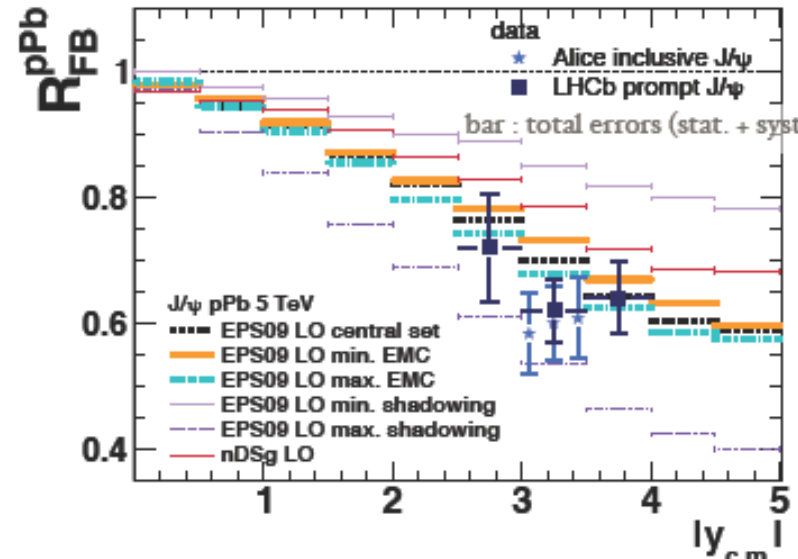 R_FB^pPb
data
Alice inclusive J/ψ
LHCb prompt J/ψ
bar : total errors (stat. + syst
1
0.8
0.6
0.4
J/ψ pPb 5 TeV
EPS09 LO central set
EPS09 LO min. EMC
EPS09 LO max. EMC
EPS09 LO min. shadowing
EPS09 LO max. shadowing
nDSg LO
1 2 3 4 5
|y_c.m.|